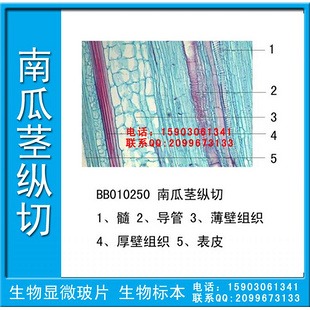 南瓜茎纵切
1
2
3
电话：15903061341
联系QQ：2099673133
4
5
BB010250 南瓜茎纵切
1、髓 2、导管 3、薄壁组织
4、厚壁组织 5、表皮
生物显微玻片 生物标本
电话：15903061341
联系QQ：2099673133